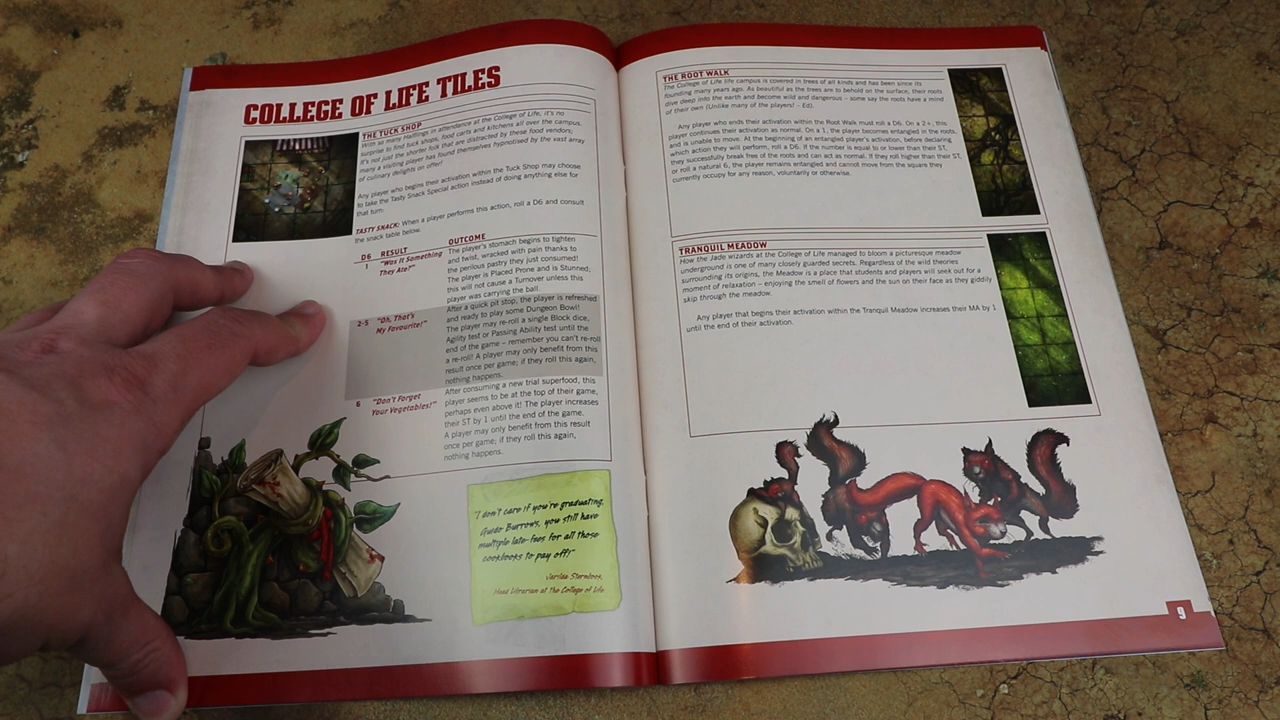 COLLEGE OF LIFE TILES
THE TUCK SHOP
With so many Halflings in attendance at the College of Life, it's no
surprise to find tuck shops, food carts and kitchens all over the campus.
It's not just the shorter folk that are distracted by these food vendors;
many a visiting player has found themselves hypnotised by the vast array
of culinary delights on offer!
Any player who begins their activation within the Tuck Shop may choose
to take the Tasty Snack Special action instead of doing anything else for
that turn:
TASTY SNACK: When a player performs this action, roll a D6 and consult
the snack table below.
D6 RESULT OUTCOME
1 "Was It Something
They Ate?"
The player's stomach begins to tighten
and twist, wracked with pain thanks to
the perilous pastry they just consumed!
The player is Placed Prone and is Stunned;
this will not cause a Turnover unless the
player was carrying the ball.
2-5 "Oh, That's
My Favourite!"
After a quick pit stop, the player is refreshed
and ready to play some Dungeon Bowl!
The player may re-roll a single Block dice,
Agility test or Passing Ability test until the
end of the game – remember you can't re-roll
a re-roll! A player may only benefit from this
result once per game; if they roll this again,
nothing happens.
6 "Don't Forget
Your Vegetables!"
After consuming a new trial superfood, this
player seems to be at the top of their game,
perhaps even above it! The player increases
their ST by 1 until the end of the game.
A player may only benefit from this result
once per game; if they roll this again,
nothing happens.
"I don't care if you're graduating,
Guido Burrows, you still have
multiple late-fees for all those
cookbooks to pay off!"
Head Librarian at the College of Life
THE ROOT WALK
The College of Life life campus is covered in trees of all kinds and has been since its
founding many years ago. As beautiful as the trees are to behold on the surface, their roots
dive deep into the earth and become wild and dangerous – some say the roots have a mind
of their own (Unlike many of the players! – Ed).
Any player who ends their activation within the Root Walk must roll a D6. On a 2+, this
player continues their activation as normal. On a 1, the player becomes entangled in the roots,
and is unable to move. At the beginning of an entangled player's activation, before declaring
which action they will perform, roll a D6. If the number is equal to or lower than their ST,
they successfully break free of the roots and can act as normal. If they roll higher than their ST,
or roll a natural 6, the player remains entangled and cannot move from the square they
currently occupy for any reason, voluntarily or otherwise.
TRANQUIL MEADOW
How the Jade wizards at the College of Life managed to bloom a picturesque meadow
underground is one of many closely guarded secrets. Regardless of the wild theories
surrounding its origins, the Meadow is a place that students and players will seek out for a
moment of relaxation – enjoying the smell of flowers and the sun on their face as they giddily
skip through the meadow.
Any player that begins their activation within the Tranquil Meadow increases their MA by 1
until the end of their activation.
9